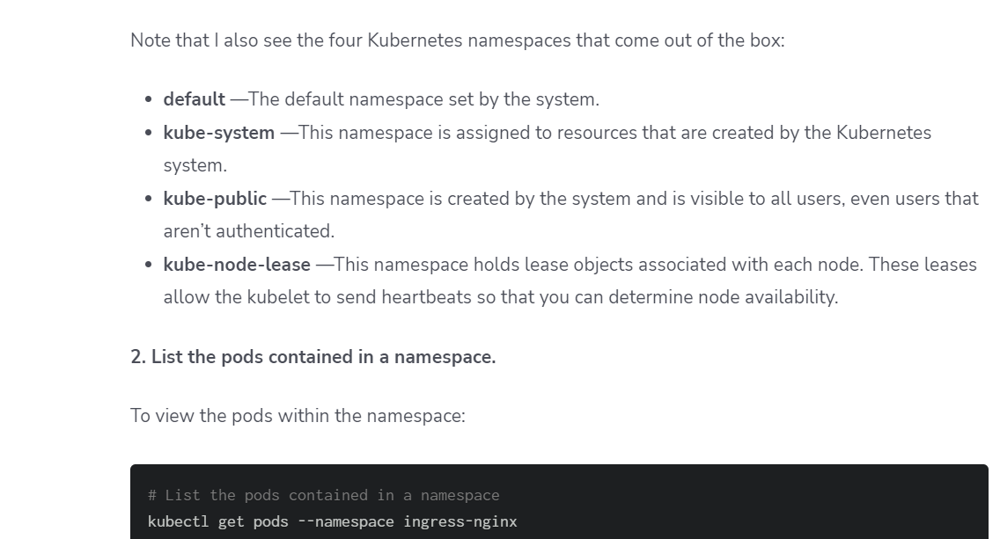 Note that I also see the four Kubernetes namespaces that come out of the box:
• default —The default namespace set by the system.
• kube-system —This namespace is assigned to resources that are created by the Kubernetes
system.
• kube-public —This namespace is created by the system and is visible to all users, even users that
aren’t authenticated.
• kube-node-lease —This namespace holds lease objects associated with each node. These leases
allow the kubelet to send heartbeats so that you can determine node availability.
2. List the pods contained in a namespace.
To view the pods within the namespace:
# List the pods contained in a namespace
kubectl get pods --namespace ingress-nginx